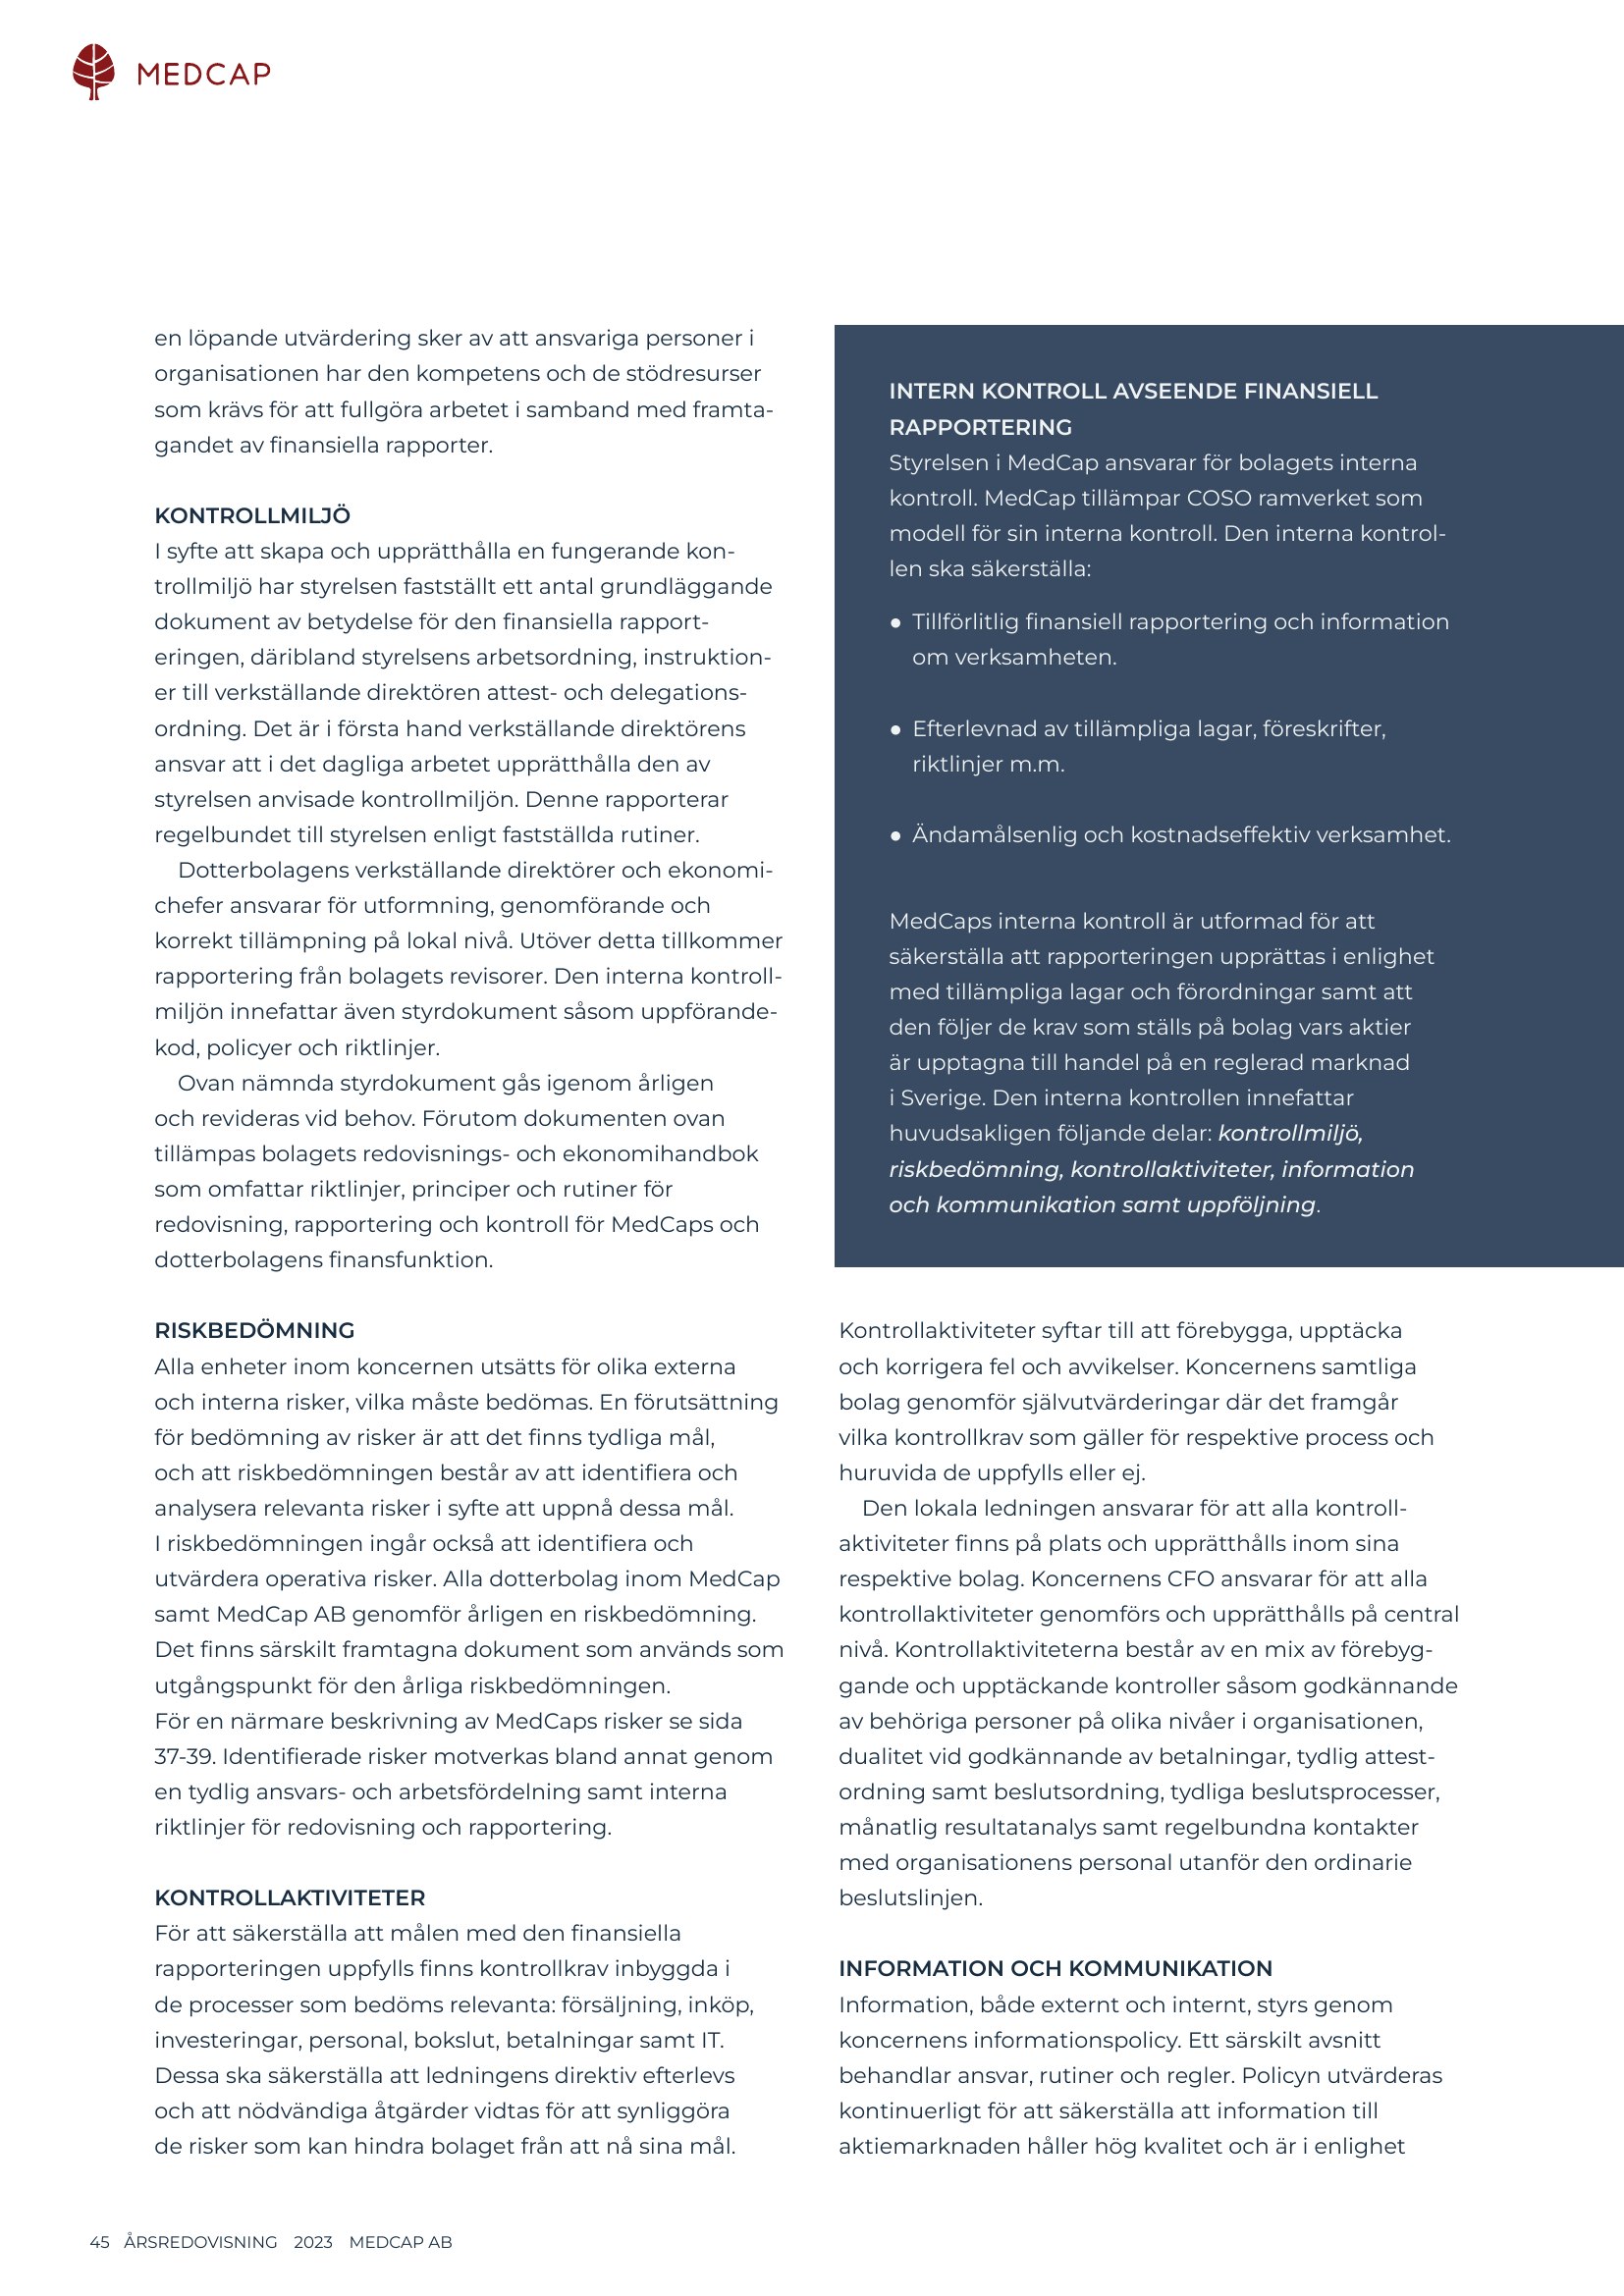 MEDCAP
en löpande utvärdering sker av att ansvariga personer i
organisationen har den kompetens och de stödresurser
som krävs för att fullgöra arbetet i samband med framta-
gandet av finansiella rapporter.
KONTROLLMILJÖ
I syfte att skapa och upprätthålla en fungerande kon-
trollmiljö har styrelsen fastställt ett antal grundläggande
dokument av betydelse för den finansiella rapport-
eringen, däribland styrelsens arbetsordning, instruktion-
er till verkställande direktören attest- och delegations-
ordning. Det är i första hand verkställande direktörens
ansvar att i det dagliga arbetet upprätthålla den av
styrelsen anvisade kontrollmiljön. Denne rapporterar
regelbundet till styrelsen enligt fastställda rutiner.
Dotterbolagens verkställande direktörer och ekonomi-
chefer ansvarar för utformning, genomförande och
korrekt tillämpning på lokal nivå. Utöver detta tillkommer
rapportering från bolagets revisorer. Den interna kontroll-
miljön innefattar även styrdokument såsom uppförande-
kod, policyer och riktlinjer.
Ovan nämnda styrdokument gås igenom årligen
och revideras vid behov. Förutom dokumenten ovan
tillämpas bolagets redovisnings- och ekonomihandbok
som omfattar riktlinjer, principer och rutiner för
redovisning, rapportering och kontroll för MedCaps och
dotterbolagens finansfunktion.
RISKBEDÖMNING
Alla enheter inom koncernen utsätts för olika externa
och interna risker, vilka måste bedömas. En förutsättning
för bedömning av risker är att det finns tydliga mål,
och att riskbedömningen består av att identifiera och
analysera relevanta risker i syfte att uppnå dessa mål.
I riskbedömningen ingår också att identifiera och
utvärdera operativa risker. Alla dotterbolag inom MedCap
samt MedCap AB genomför årligen en riskbedömning.
Det finns särskilt framtagna dokument som används som
utgångspunkt för den årliga riskbedömningen.
För en närmare beskrivning av MedCaps risker se sida
37-39. Identifierade risker motverkas bland annat genom
en tydlig ansvars- och arbetsfördelning samt interna
riktlinjer för redovisning och rapportering.
KONTROLLAKTIVITETER
För att säkerställa att målen med den finansiella
rapporteringen uppfylls finns kontrollkrav inbyggda i
de processer som bedöms relevanta: försäljning, inköp,
investeringar, personal, bokslut, betalningar samt IT.
Dessa ska säkerställa att ledningens direktiv efterlevs
och att nödvändiga åtgärder vidtas för att synliggöra
de risker som kan hindra bolaget från att nå sina mål.
INTERN KONTROLL AVSEENDE FINANSIELL
RAPPORTERING
Styrelsen i MedCap ansvarar för bolagets interna
kontroll. MedCap tillämpar COSO ramverket som
modell för sin interna kontroll. Den interna kontrol-
len ska säkerställa:
● Tillförlitlig finansiell rapportering och information
om verksamheten.
● Efterlevnad av tillämpliga lagar, föreskrifter,
riktlinjer m.m.
● Ändamålsenlig och kostnadseffektiv verksamhet.
MedCaps interna kontroll är utformad för att
säkerställa att rapporteringen upprättas i enlighet
med tillämpliga lagar och förordningar samt att
den följer de krav som ställs på bolag vars aktier
är upptagna till handel på en reglerad marknad
i Sverige. Den interna kontrollen innefattar
huvudsakligen följande delar: kontrollmiljö,
riskbedömning, kontrollaktiviteter, information
och kommunikation samt uppföljning.
Kontrollaktiviteter syftar till att förebygga, upptäcka
och korrigera fel och avvikelser. Koncernens samtliga
bolag genomför självutvärderingar där det framgår
vilka kontrollkrav som gäller för respektive process och
huruvida de uppfylls eller ej.
Den lokala ledningen ansvarar för att alla kontroll-
aktiviteter finns på plats och upprätthålls inom sina
respektive bolag. Koncernens CFO ansvarar för att alla
kontrollaktiviteter genomförs och upprätthålls på central
nivå. Kontrollaktiviteterna består av en mix av förebyg-
gande och upptäckande kontroller såsom godkännande
av behöriga personer på olika nivåer i organisationen,
dualitet vid godkännande av betalningar, tydlig attest-
ordning samt beslutsordning, tydliga beslutsprocesser,
månatlig resultatanalys samt regelbundna kontakter
med organisationens personal utanför den ordinarie
beslutslinjen.
INFORMATION OCH KOMMUNIKATION
Information, både externt och internt, styrs genom
koncernens informationspolicy. Ett särskilt avsnitt
behandlar ansvar, rutiner och regler. Policyn utvärderas
kontinuerligt för att säkerställa att information till
aktiemarknaden håller hög kvalitet och är i enlighet
45 ÅRSREDOVISNING 2023 MEDCAP AB